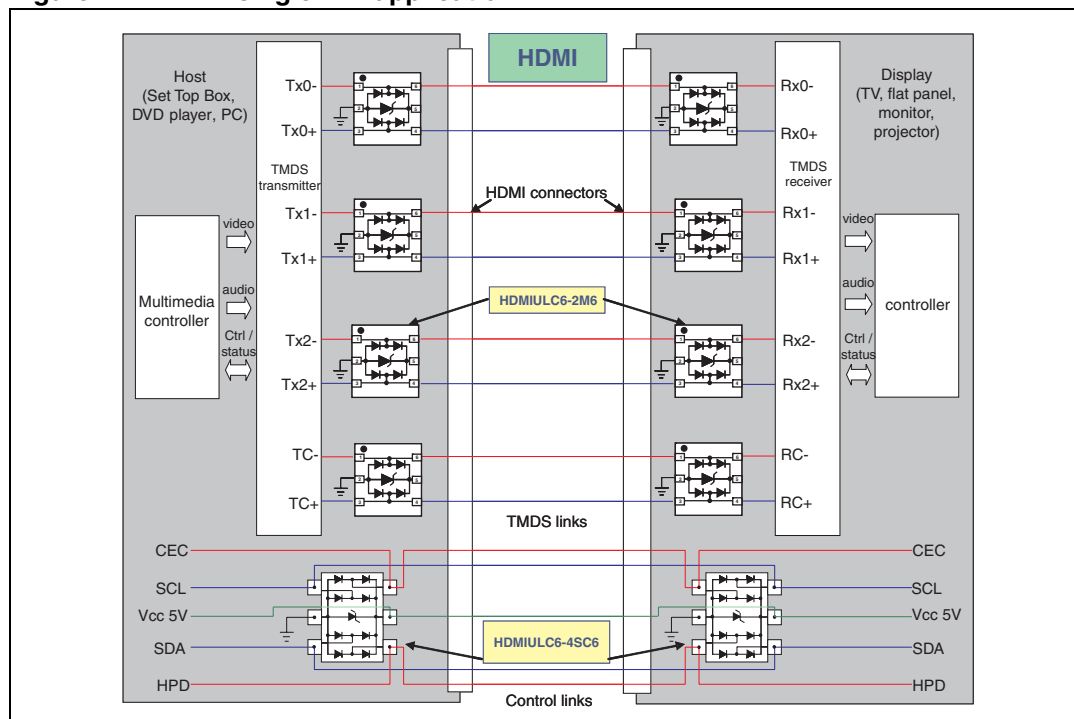 HDMI
Host
(Set Top Box,
DVD player, PC)
Display
(TV, flat panel,
monitor,
projector)
Tx0-
Tx0+
Rx0-
Rx0+
TMDS
transmitter
TMDS
receiver
HDMI connectors
Tx1-
Tx1+
Rx1-
Rx1+
video
video
audio
audio
Multimedia
controller
controller
Ctrl /
status
Ctrl /
status
HDMIULC6-2M6
Tx2-
Tx2+
Rx2-
Rx2+
TC-
TC+
RC-
RC+
TMDS links
CEC
CEC
SCL
SCL
Vcc 5V
Vcc 5V
SDA
SDA
HDMIULC6-4SC6
HPD
HPD
Control links